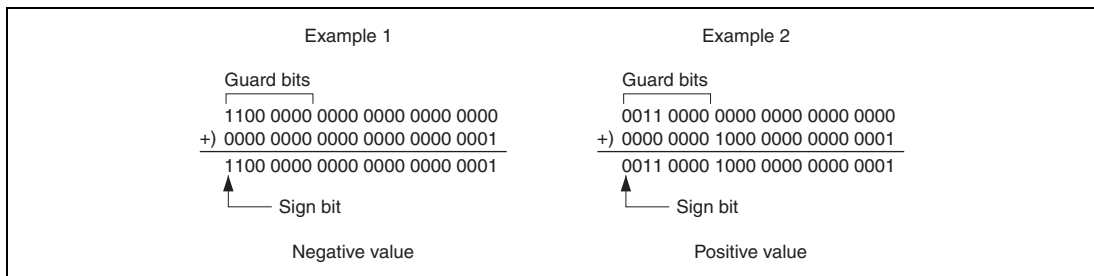 Example 1
Guard bits
1100 0000 0000 0000 0000 0000
+) 0000 0000 0000 0000 0000 0001
1100 0000 0000 0000 0000 0001
Sign bit
Negative value
Example 2
Guard bits
0011 0000 0000 0000 0000 0000
+) 0000 0000 1000 0000 0000 0001
0011 0000 1000 0000 0000 0001
Sign bit
Positive value